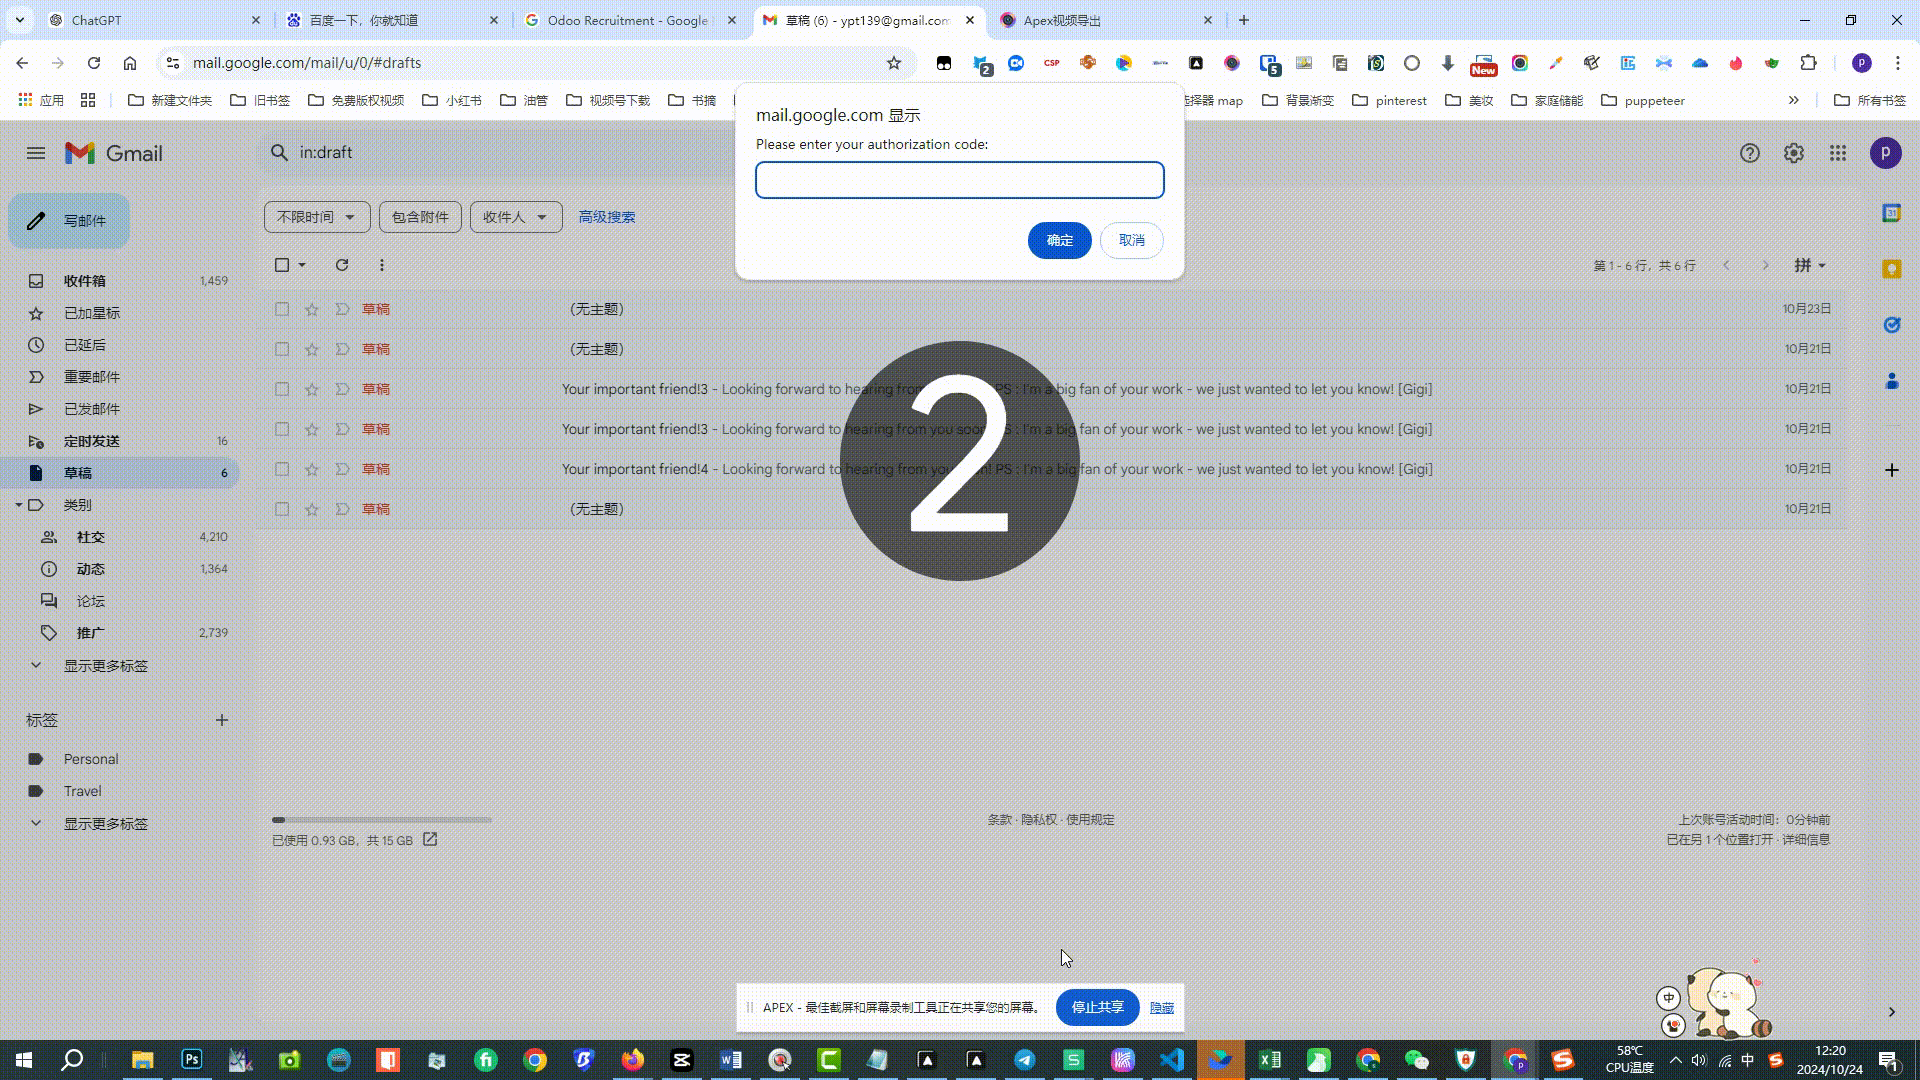 ChatGPT
百度一下，你就知道
Odoo Recruitment - Google
草稿 (6) - ypt139@gmail.com
Apex视频导出
mail.google.com/mail/u/0/#drafts
2
CSP
5
New
P
应用
新建文件夹
旧书签
免费版权视频
小红书
油管
视频号下载
书摘
选择器 map
背景渐变
pinterest
美妆
家庭储能
puppeteer
所有书签
mail.google.com 显示
Please enter your authorization code:
确定
取消
Gmail
in:draft
P
写邮件
不限时间
包含附件
收件人
高级搜索
第 1 - 6 行，共 6 行
拼
收件箱 1,459
已加星标
已延后
重要邮件
已发邮件
定时发送 16
草稿 6
类别
社交 4,210
动态 1,364
论坛
推广 2,739
显示更多标签
标签
Personal
Travel
显示更多标签
草稿 (无主题) 10月23日
草稿 (无主题) 10月21日
草稿 Your important friend!3 - Looking forward to hearing from PS : I'm a big fan of your work - we just wanted to let you know! [Gigi] 10月21日
草稿 Your important friend!3 - Looking forward to hearing from you soon! PS : I'm a big fan of your work - we just wanted to let you know! [Gigi] 10月21日
草稿 Your important friend!4 - Looking forward to hearing from you PS : I'm a big fan of your work - we just wanted to let you know! [Gigi] 10月21日
草稿 (无主题) 10月21日
2
已使用 0.93 GB，共 15 GB
条款 · 隐私权 · 使用规定
上次账号活动时间：0分钟前
已在另 1 个位置打开 · 详细信息
APEX - 最佳截屏和屏幕录制工具正在共享您的屏幕。
停止共享
隐藏
中
58℃
CPU温度
中
12:20
2024/10/24
1